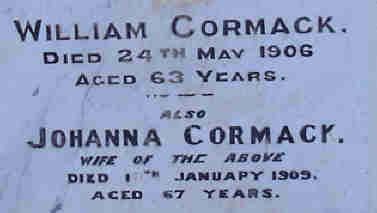 WILLIAM CORMACK.
DIED 24TH MAY 1906
AGED 63 YEARS.
ALSO
JOHANNA CORMACK.
WIFE OF THE ABOVE
DIED JANUARY 1909.
AGED 67 YEARS.